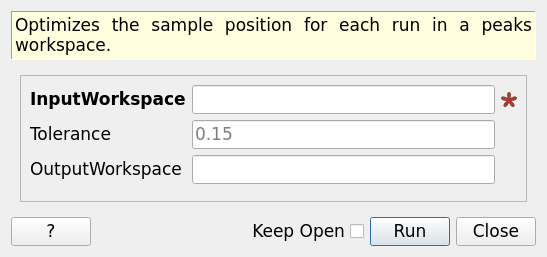 Optimizes the sample position for each run in a peaks
workspace.
InputWorkspace
Tolerance 0.15
OutputWorkspace
? Keep Open Run Close